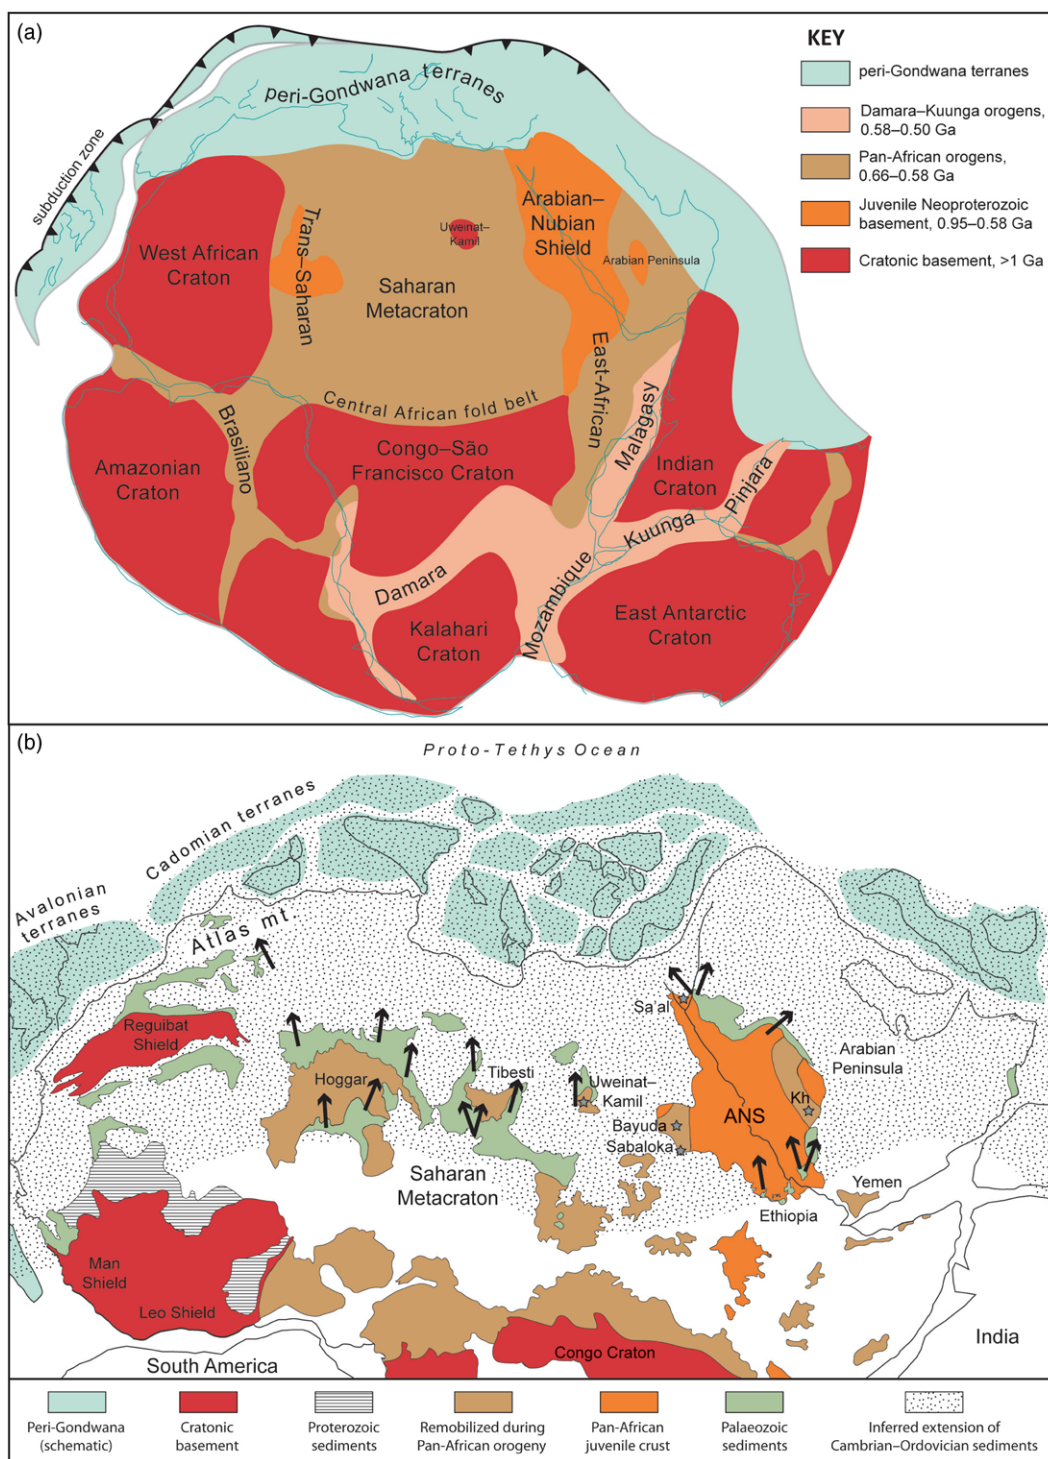 (a)
KEY
peri-Gondwana terranes
Damara–Kuunga orogens,
0.58–0.50 Ga
Pan-African orogens,
0.66–0.58 Ga
Juvenile Neoproterozoic
basement, 0.95–0.58 Ga
Cratonic basement, >1 Ga
peri-Gondwana terranes
subduction zone
West African
Craton
Trans–Saharan
Uweinat–
Kamil
Saharan
Metacraton
Arabian–
Nubian
Shield
Arabian Peninsula
East-African
Central African fold belt
Malagasy
Brasiliano
Amazonian
Craton
Congo–São
Francisco Craton
Indian
Craton
Pinjara
Kuunga
Damara
Mozambique
Kalahari
Craton
East Antarctic
Craton
(b)
Proto-Tethys Ocean
Cadomian terranes
Avalonian
terranes
Atlas mt.
Reguibat
Shield
Hoggar
Tibesti
Uweinat–
Kamil
Sa'al
Arabian
Peninsula
Kh
ANS
Bayuda
Sabaloka
Saharan
Metacraton
Yemen
Ethiopia
Man
Shield
Leo Shield
South America
Congo Craton
India
Peri-Gondwana
(schematic)
Cratonic
basement
Proterozoic
sediments
Remobilized during
Pan-African orogeny
Pan-African
juvenile crust
Palaeozoic
sediments
Inferred extension of
Cambrian–Ordovician sediments